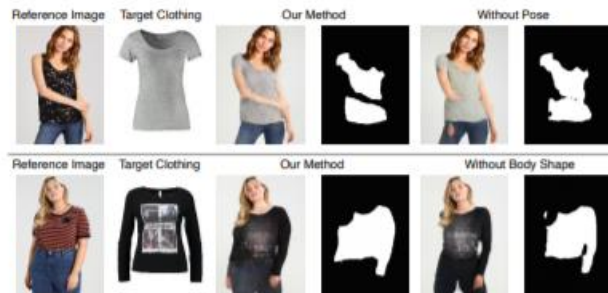 Reference Image Target Clothing Our Method Without Pose
Reference Image Target Clothing Our Method Without Body Shape